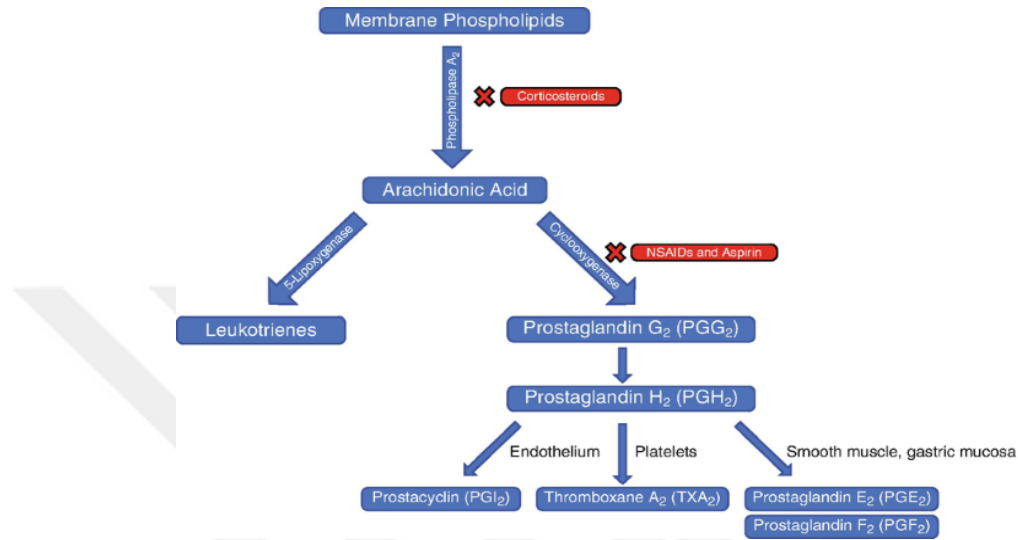 Membrane Phospholipids
Phospholipase A₂
Corticosteroids
Arachidonic Acid
5-Lipoxygenase
Cyclooxygenase
NSAIDs and Aspirin
Leukotrienes
Prostaglandin G₂ (PGG₂)
Prostaglandin H₂ (PGH₂)
Endothelium
Platelets
Smooth muscle, gastric mucosa
Prostacyclin (PGI₂)
Thromboxane A₂ (TXA₂)
Prostaglandin E₂ (PGE₂)
Prostaglandin F₂ (PGF₂)